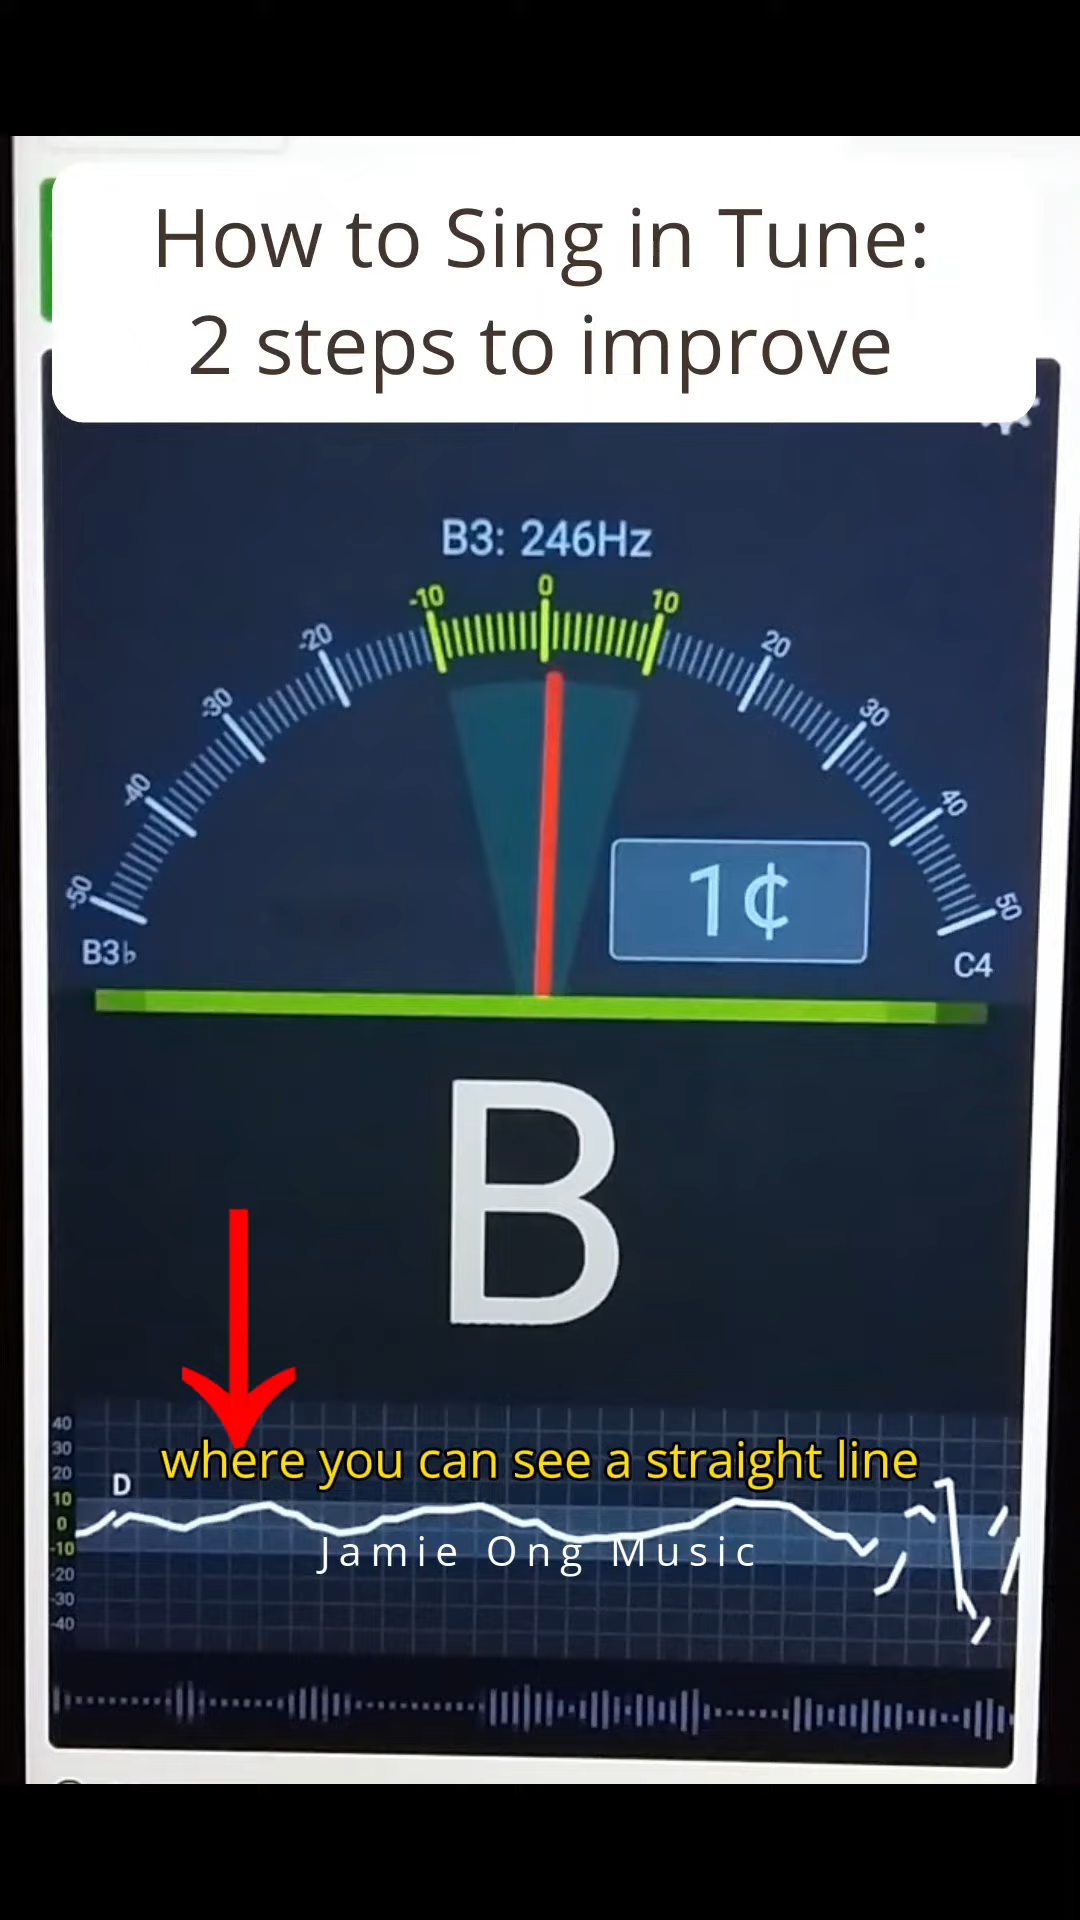 How to Sing in Tune:
2 steps to improve
B3: 246Hz
-50 -40 -30 -20 -10 0 10 20 30 40 50
1¢
B3♭ C4
B
40
30
where you can see a straight line
20
D
10
0
-10
Jamie Ong Music
-20
-30
-40